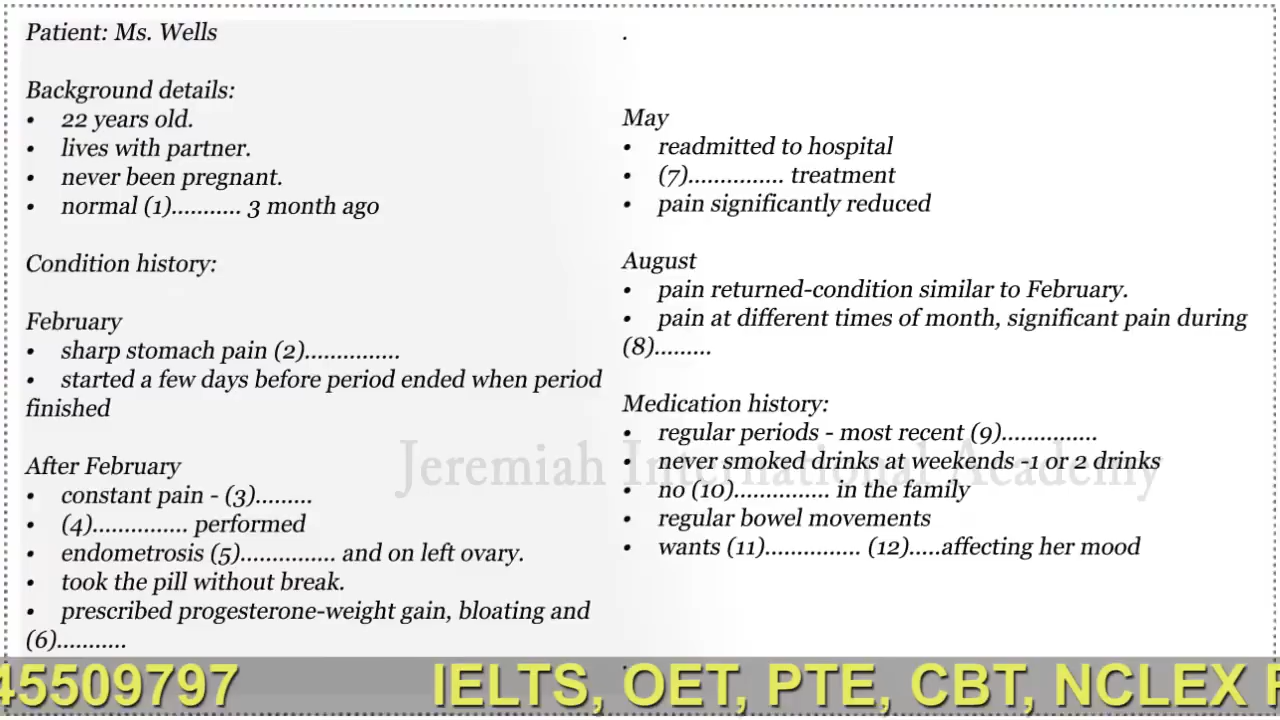 Patient: Ms. Wells
Background details:
• 22 years old.
• lives with partner.
• never been pregnant.
• normal (1)........... 3 month ago
Condition history:
February
• sharp stomach pain (2)...............
• started a few days before period ended when period
finished
After February
• constant pain - (3).........
• (4)............... performed
• endometrosis (5)............... and on left ovary.
• took the pill without break.
• prescribed progesterone-weight gain, bloating and
(6)...........
.
May
• readmitted to hospital
• (7)............... treatment
• pain significantly reduced
August
• pain returned-condition similar to February.
• pain at different times of month, significant pain during
(8).........
Medication history:
• regular periods - most recent (9)...............
• never smoked drinks at weekends -1 or 2 drinks
• no (10)............... in the family
• regular bowel movements
• wants (11)............... (12).....affecting her mood
.
Jeremiah International Academy
45509797 IELTS, OET, PTE, CBT, NCLEX